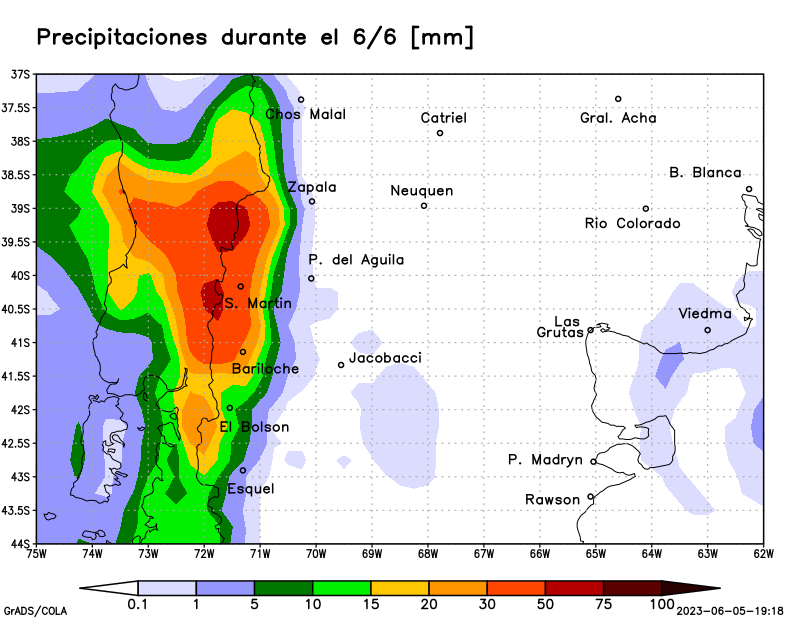 Precipitaciones durante el 6/6 [mm]
37S
37.5S
38S
38.5S
39S
39.5S
40S
40.5S
41S
41.5S
42S
42.5S
43S
43.5S
44S
Chos Malal
Catriel
Gral. Acha
B. Blanca
Zapala
Neuquen
Rio Colorado
P. del Aguila
S. Martin
Viedma
Las
Grutas
Jacobacci
Bariloche
El Bolson
P. Madryn
Esquel
Rawson
75W 74W 73W 72W 71W 70W 69W 68W 67W 66W 65W 64W 63W 62W
0.1 1 5 10 15 20 30 50 75 100
GrADS/COLA
2023-06-05-19:18